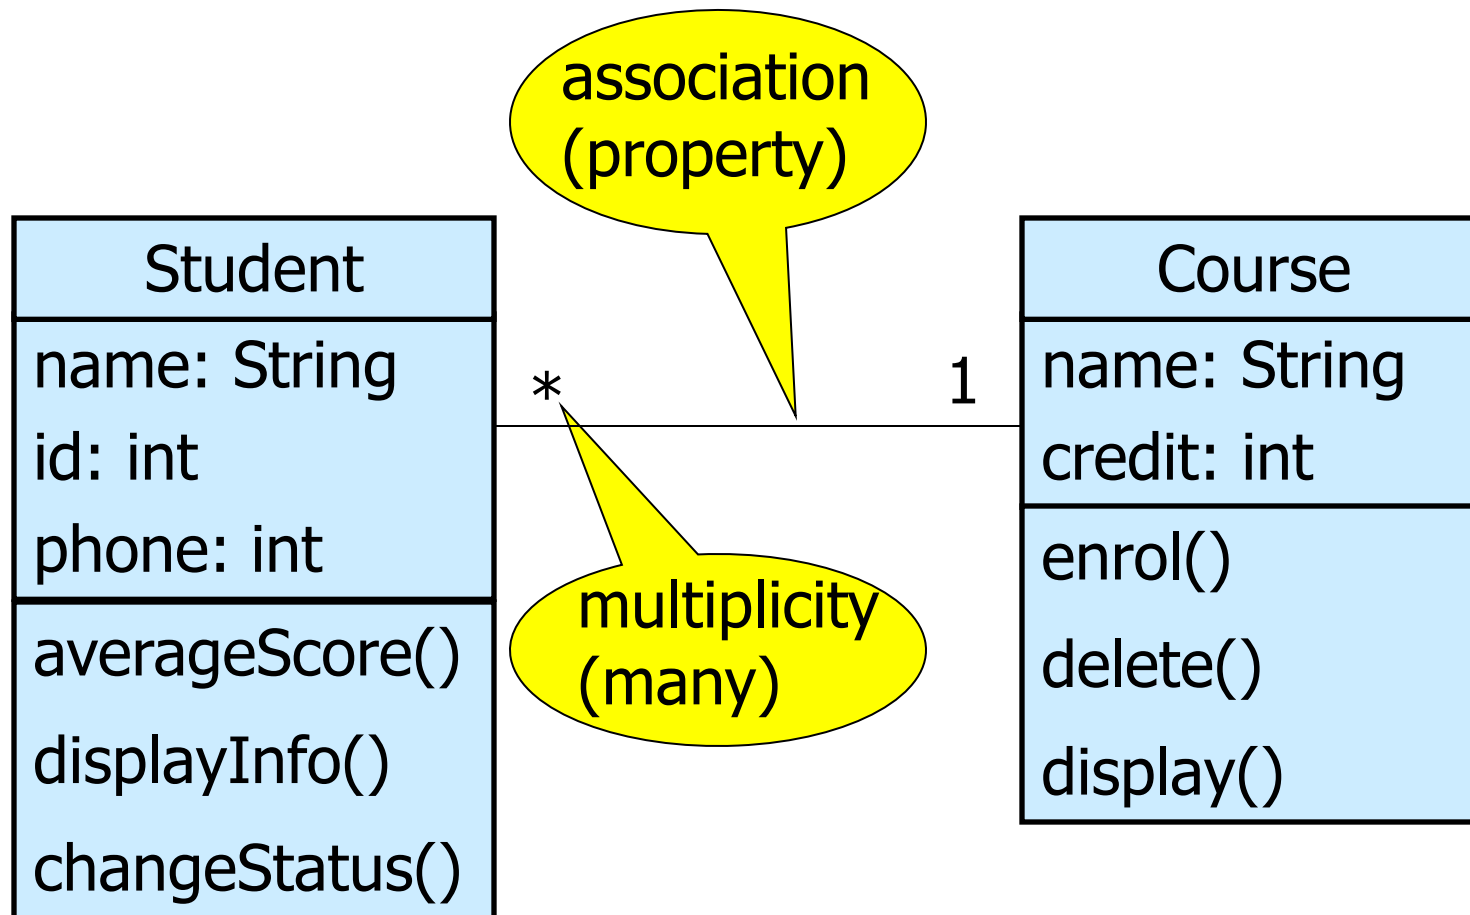 association
(property)
Student
name: String
id: int
phone: int
averageScore()
displayInfo()
changeStatus()
*
1
multiplicity
(many)
Course
name: String
credit: int
enrol()
delete()
display()